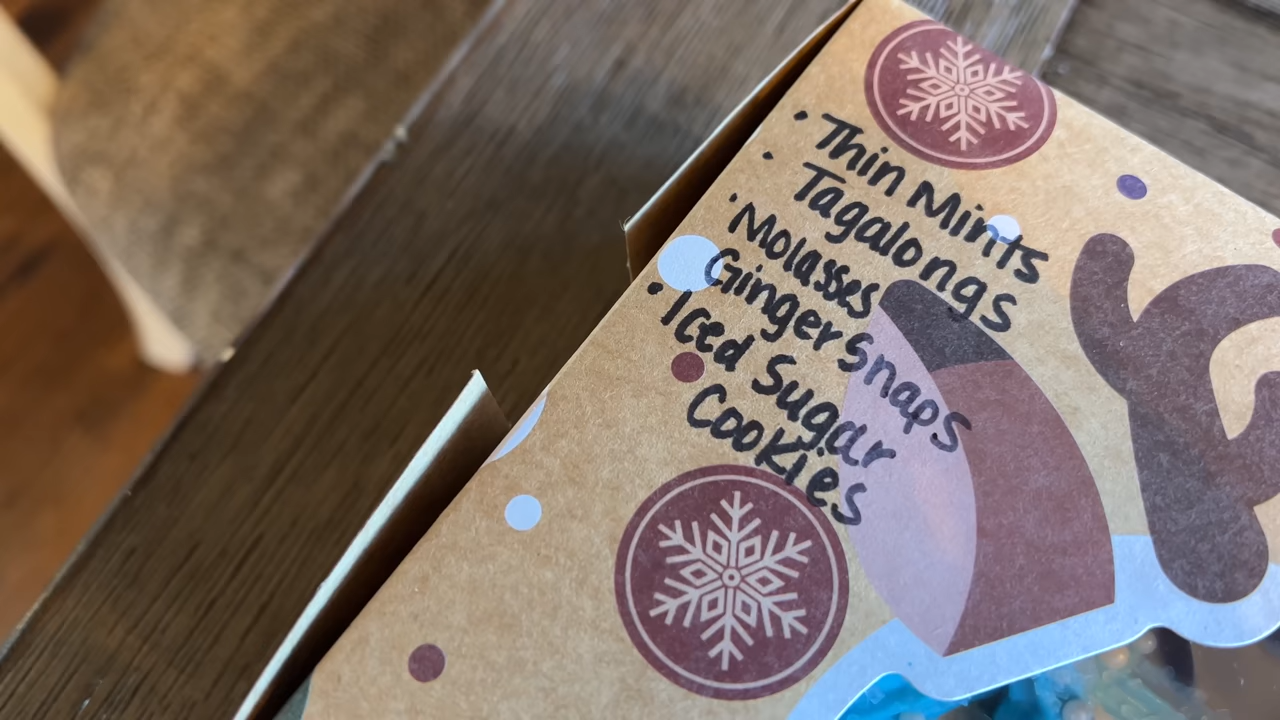 · Thin Mints
· Tagalongs
· Molasses
Ginger Snaps
· Iced Sugar
Cookies